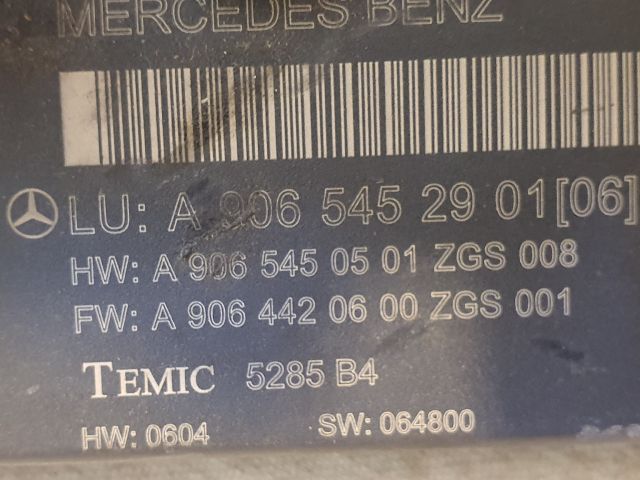 MERCEDES BENZ
LU: A 906 545 29 01[06]
HW: A 906 545 05 01 ZGS 008
FW: A 906 442 06 00 ZGS 001
TEMIC 5285 B4
HW: 0604 SW: 064800